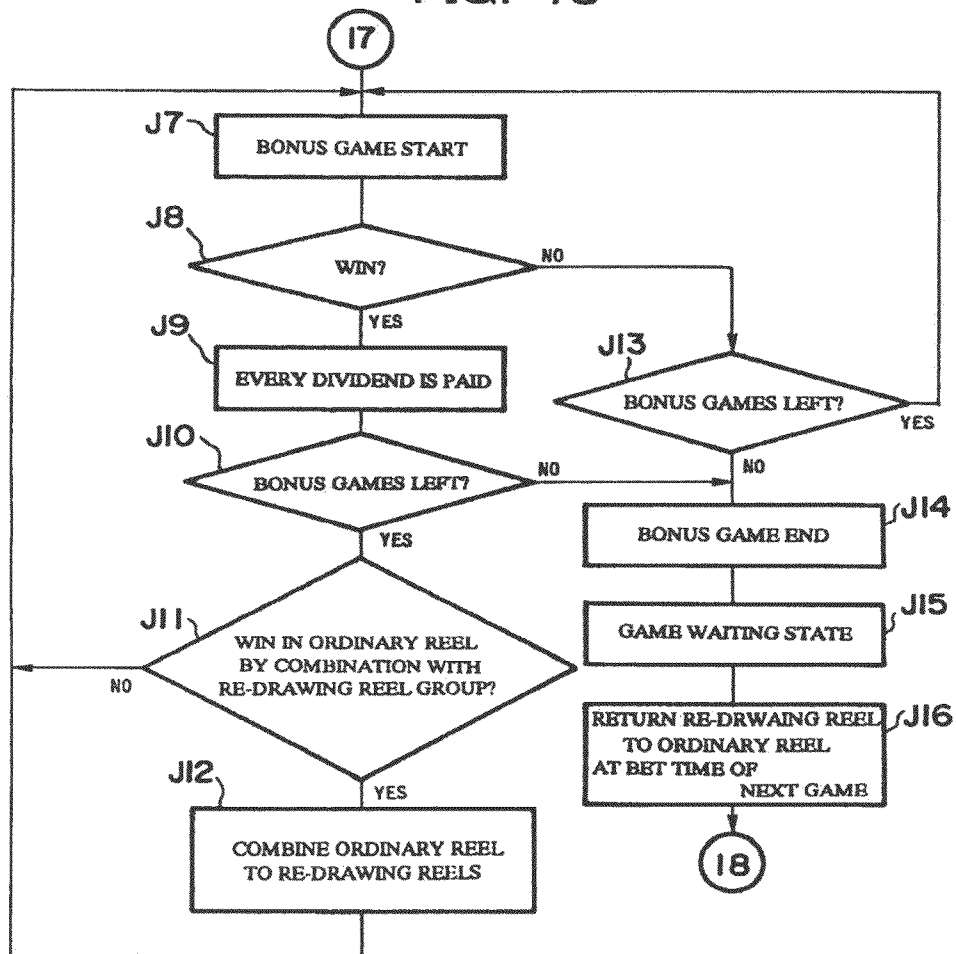 17
J7
BONUS GAME START
J8
WIN?
NO
YES
J9
EVERY DIVIDEND IS PAID
J13
BONUS GAMES LEFT?
YES
NO
J10
BONUS GAMES LEFT?
NO
YES
J14
BONUS GAME END
J11
WIN IN ORDINARY REEL
BY COMBINATION WITH
RE-DRAWING REEL GROUP?
NO
YES
J15
GAME WAITING STATE
J16
RETURN RE-DRWAING REEL
TO ORDINARY REEL
AT BET TIME OF
NEXT GAME
J12
COMBINE ORDINARY REEL
TO RE-DRAWING REELS
18